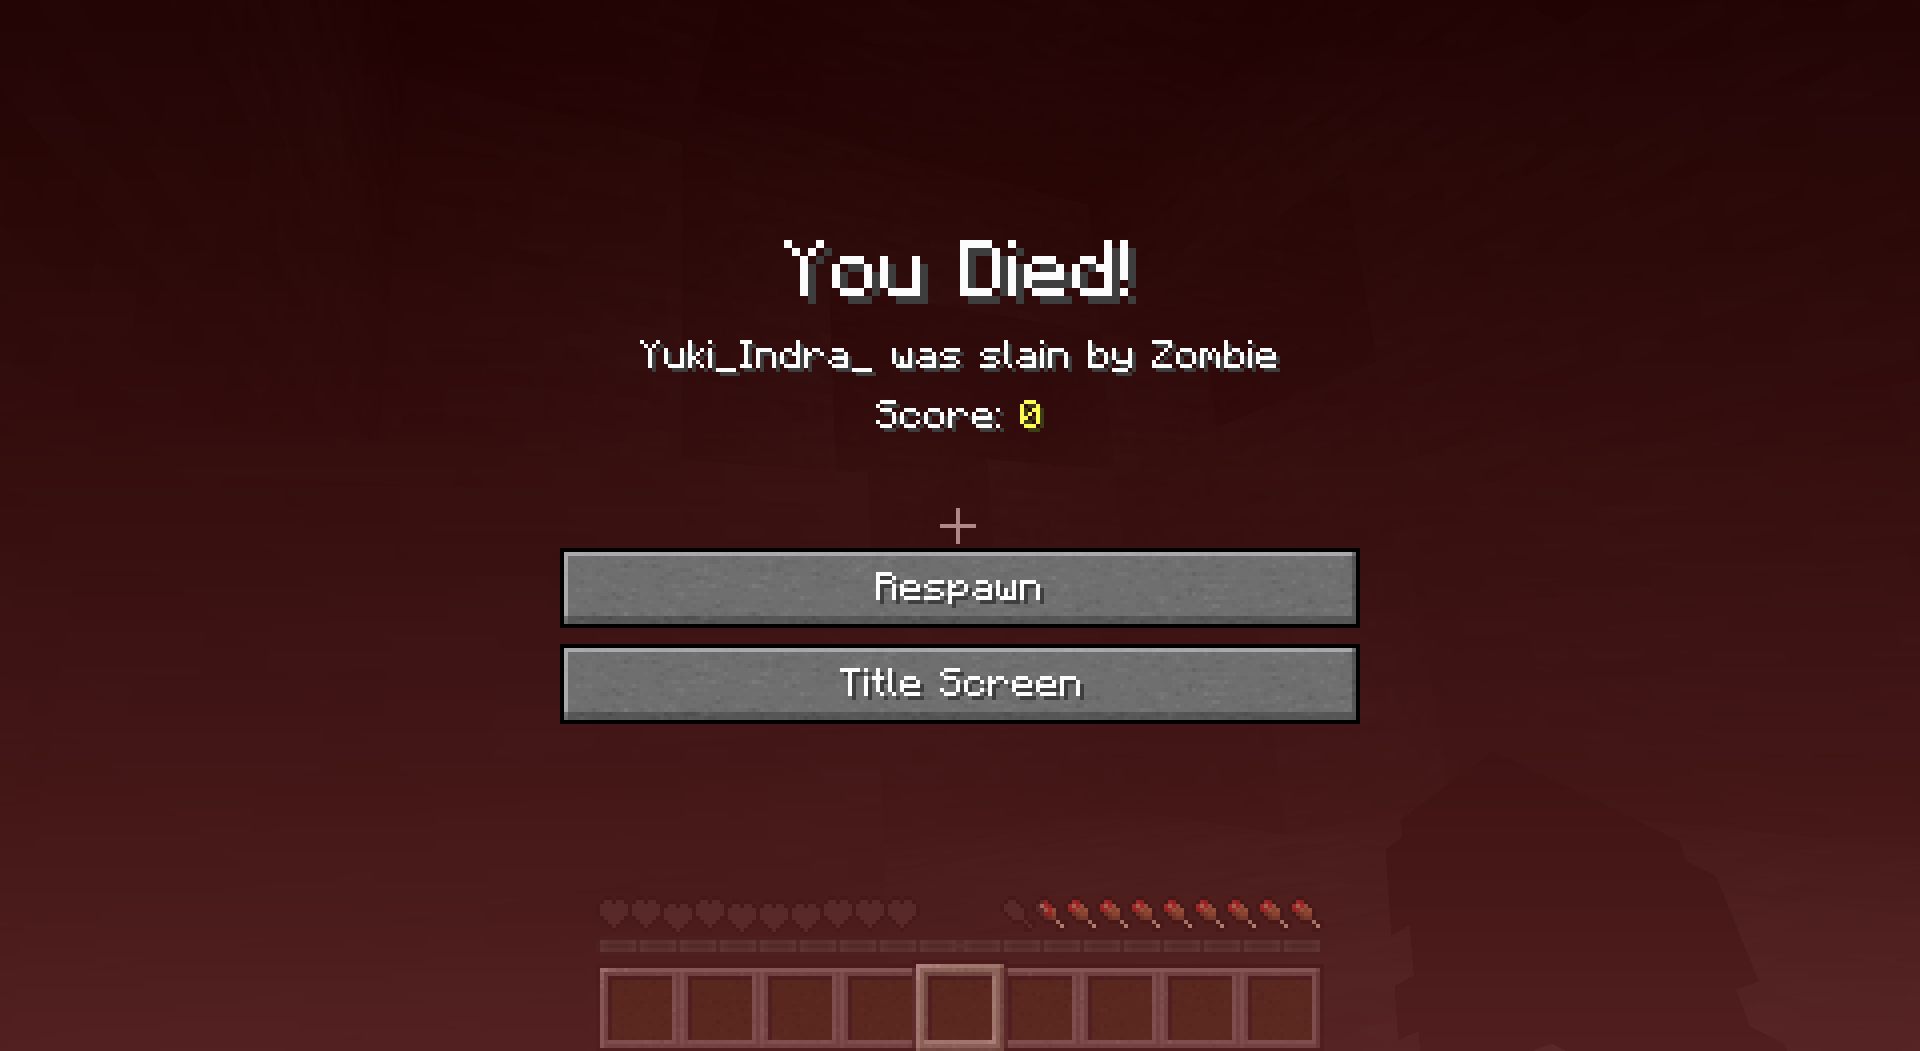 You Died!
Yuki_Indra_ was slain by Zombie
Score: 0
Respawn
Title Screen